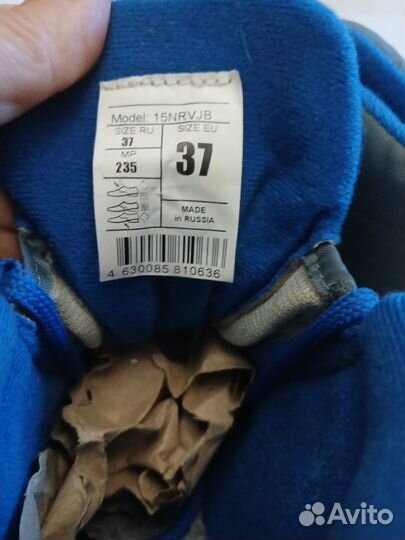 Model: 15NRVJB
SIZE RU
37
MP
235
SIZE EU
37
MADE
in RUSSIA
4 630085 810636
Avito